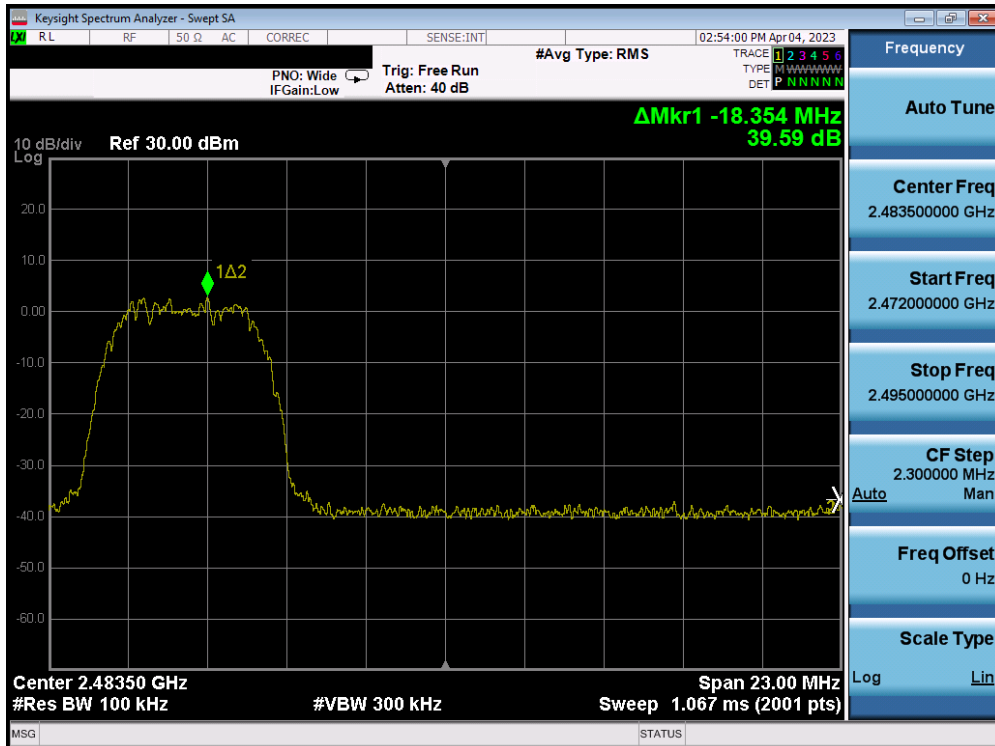 Keysight Spectrum Analyzer - Swept SA
LXI RL RF 50 Ω AC CORREC SENSE:INT 02:54:00 PM Apr 04, 2023
#Avg Type: RMS TRACE 1 2 3 4 5 6
PNO: Wide Trig: Free Run TYPE M W W W W W
IFGain:Low Atten: 40 dB DET P N N N N N
ΔMkr1 -18.354 MHz
39.59 dB
10 dB/div Ref 30.00 dBm
Log
20.0
10.0
1Δ2
0.00
-10.0
-20.0
-30.0
-40.0
-50.0
-60.0
Center 2.48350 GHz Span 23.00 MHz
#Res BW 100 kHz #VBW 300 kHz Sweep 1.067 ms (2001 pts)
MSG STATUS
Frequency
Auto Tune
Center Freq
2.483500000 GHz
Start Freq
2.472000000 GHz
Stop Freq
2.495000000 GHz
CF Step
2.300000 MHz
Auto Man
Freq Offset
0 Hz
Scale Type
Log Lin